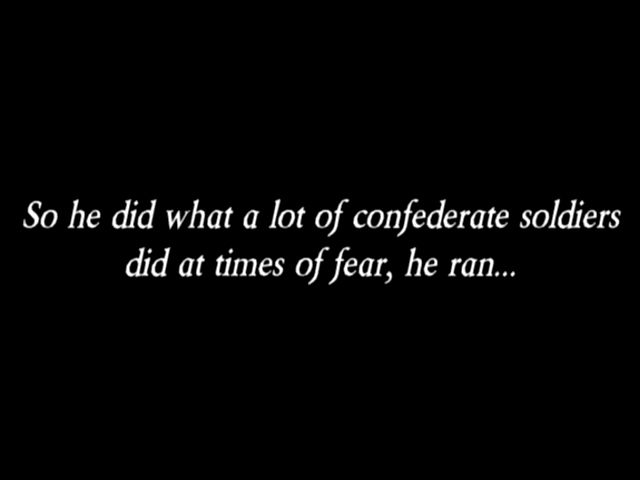 So he did what a lot of confederate soldiers
did at times of fear, he ran...